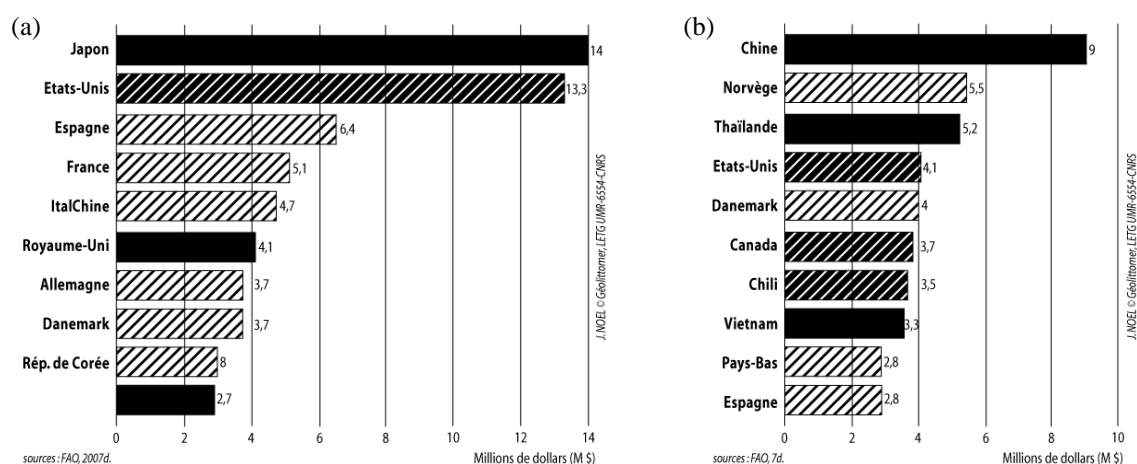 (a)
Japon 14
Etats-Unis 13,3
Espagne 6,4
France 5,1
ItalChine 4,7
Royaume-Uni 4,1
Allemagne 3,7
Danemark 3,7
Rép. de Corée 8
2,7
0 2 4 6 8 10 12 14
sources : FAO, 2007d. Millions de dollars (M $)
J. NOEL © Géolittomer, LETG UMR-6554-CNRS
(b)
Chine 9
Norvège 5,5
Thaïlande 5,2
Etats-Unis 4,1
Danemark 4
Canada 3,7
Chili 3,5
Vietnam 3,3
Pays-Bas 2,8
Espagne 2,8
0 2 4 6 8 10
sources : FAO, 7d. Millions de dollars (M $)
J. NOEL © Géolittomer, LETG UMR-6554-CNRS